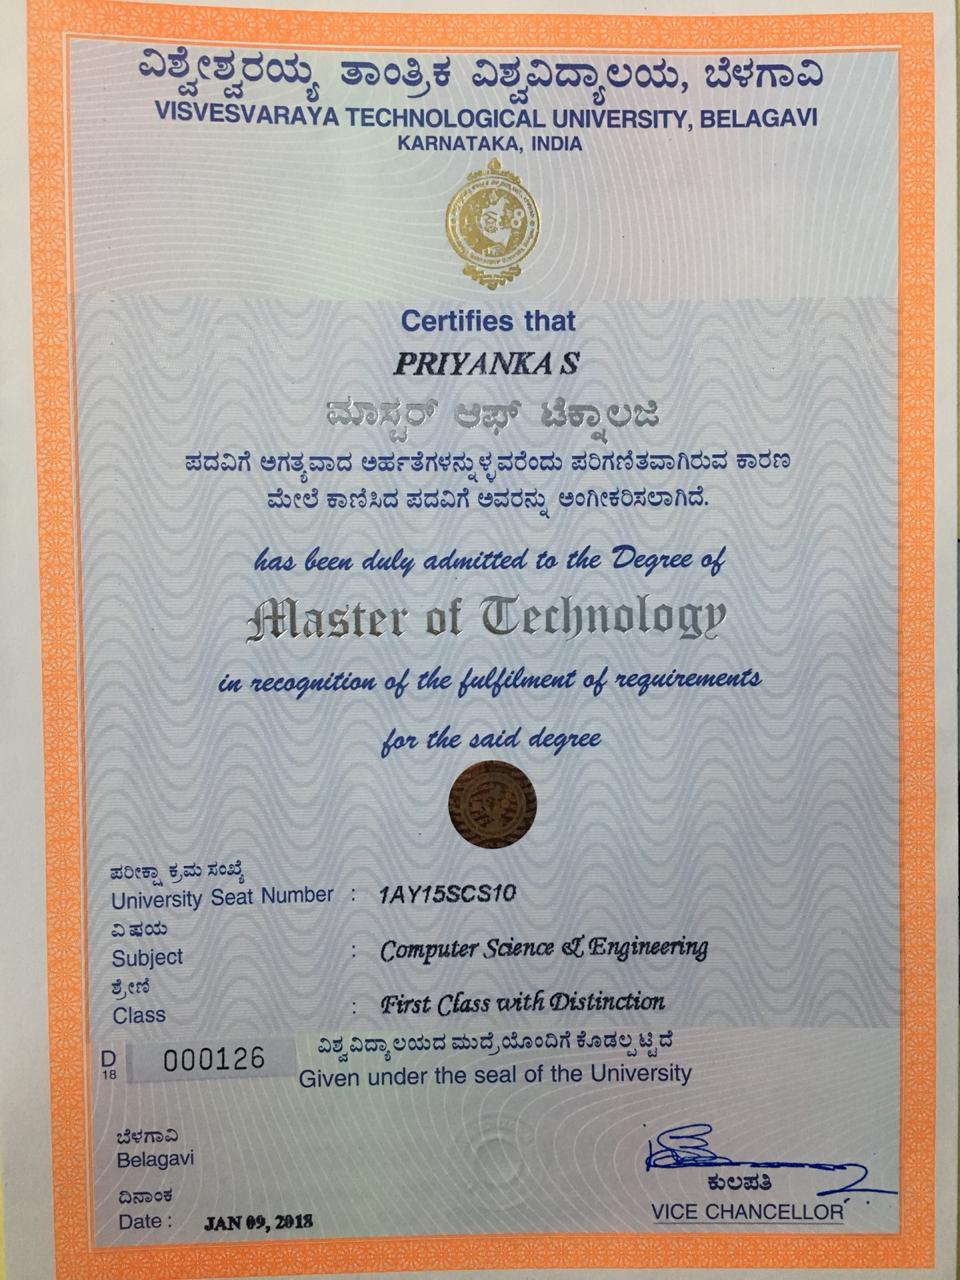 ವಿಶ್ವೇಶ್ವರಯ್ಯ ತಾಂತ್ರಿಕ ವಿಶ್ವವಿದ್ಯಾಲಯ, ಬೆಳಗಾವಿ
VISVESVARAYA TECHNOLOGICAL UNIVERSITY, BELAGAVI
KARNATAKA, INDIA
Certifies that
PRIYANKA S
ಮಾಸ್ಟರ್ ಆಫ್ ಟೆಕ್ನಾಲಜಿ
ಪದವಿಗೆ ಅಗತ್ಯವಾದ ಅರ್ಹತೆಗಳನ್ನುಳ್ಳವರೆಂದು ಪರಿಗಣಿತವಾಗಿರುವ ಕಾರಣ
ಮೇಲೆ ಕಾಣಿಸಿದ ಪದವಿಗೆ ಅವರನ್ನು ಅಂಗೀಕರಿಸಲಾಗಿದೆ.
has been duly admitted to the Degree of
Master of Technology
in recognition of the fulfilment of requirements
for the said degree
ಪರೀಕ್ಷಾ ಕ್ರಮ ಸಂಖ್ಯೆ
University Seat Number : 1AY15SCS10
ವಿಷಯ
Subject : Computer Science & Engineering
ಶ್ರೇಣಿ
Class : First Class with Distinction
ವಿಶ್ವವಿದ್ಯಾಲಯದ ಮುದ್ರೆಯೊಂದಿಗೆ ಕೊಡಲ್ಪಟ್ಟಿದೆ
D 18 000126
Given under the seal of the University
ಬೆಳಗಾವಿ
Belagavi
ದಿನಾಂಕ
Date : JAN 09, 2018
ಕುಲಪತಿ
VICE CHANCELLOR